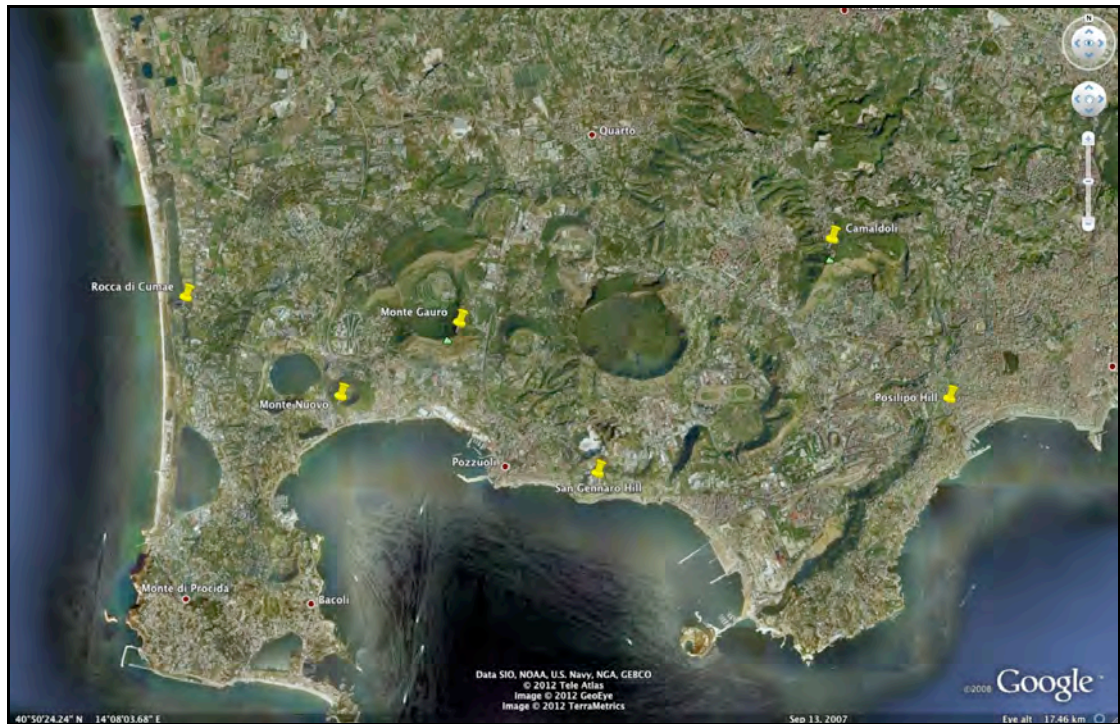 N
Quarto
Camaldoli
Rocca di Cumae
Monte Gauro
Monte Nuovo
Posilipo Hill
Pozzuoli
San Gennaro Hill
Monte di Procida
Bacoli
Data SIO, NOAA, U.S. Navy, NGA, GEBCO
© 2012 Tele Atlas
Image © 2012 GeoEye
Image © 2012 TerraMetrics
©2008 Google
40°50'24.24" N 14°08'03.68" E
Sep 13, 2007
Eye alt 17.46 km